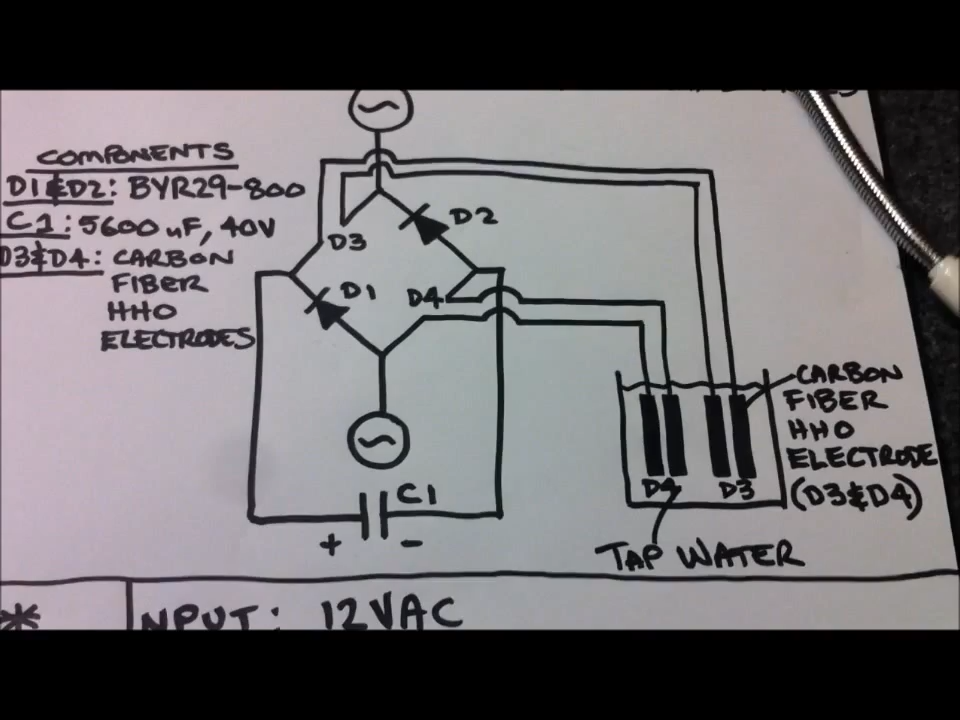 COMPONENTS
D1&D2: BYR29-800
C1: 5600 uF, 40V
D3&D4: CARBON
FIBER
HHO
ELECTRODES
D3
D2
D1
D4
C1
+ -
CARBON
FIBER
HHO
ELECTRODE
(D3&D4)
D4 D3
TAP WATER
* INPUT: 12VAC